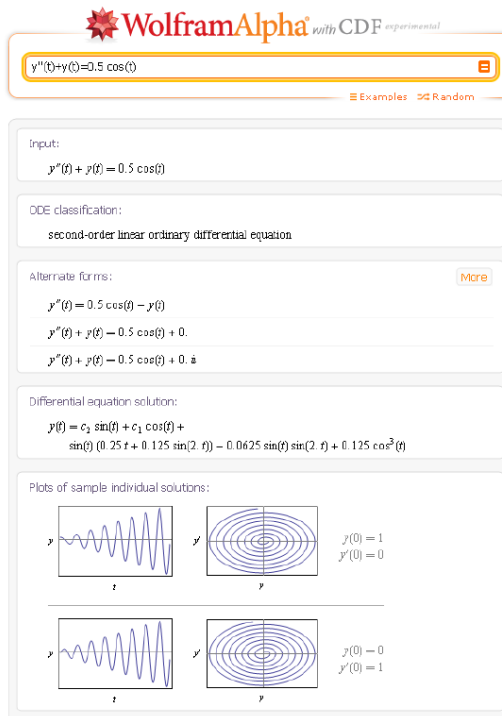 WolframAlpha with CDF experimental
y''(t)+y(t)=0.5 cos(t)
Examples Random
Input:
y″(t) + y(t) = 0.5 cos(t)
ODE classification:
second-order linear ordinary differential equation
Alternate forms: More
y″(t) = 0.5 cos(t) − y(t)
y″(t) + y(t) = 0.5 cos(t) + 0.
y″(t) + y(t) = 0.5 cos(t) + 0. i
Differential equation solution:
y(t) = c₂ sin(t) + c₁ cos(t) +
sin(t) (0.25 t + 0.125 sin(2. t)) − 0.0625 sin(t) sin(2. t) + 0.125 cos³(t)
Plots of sample individual solutions:
y y′ y(0) = 1
y′(0) = 0
t y
y y′ y(0) = 0
y′(0) = 1
t y